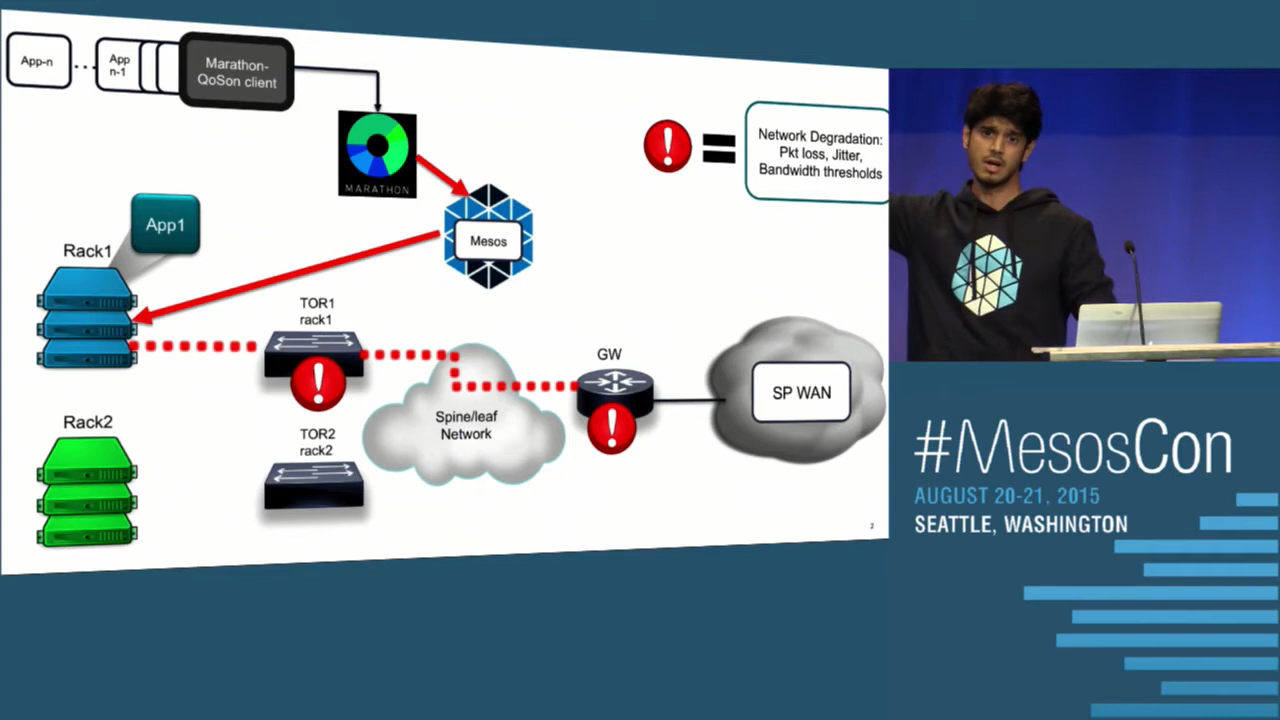 App-n
App
n-1
Marathon-
QoSon client
MARATHON
Network Degradation:
Pkt loss, Jitter,
Bandwidth thresholds
App1
Rack1
Mesos
TOR1
rack1
GW
SP WAN
Spine/leaf
Network
Rack2
TOR2
rack2
2
#MesosCon
AUGUST 20-21, 2015
SEATTLE, WASHINGTON